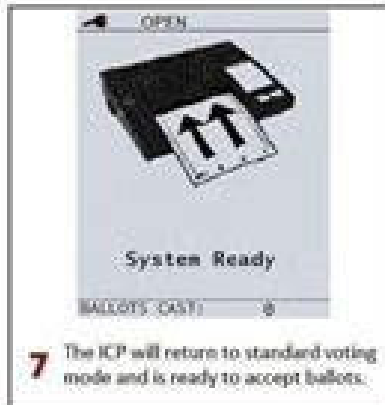 OPEN
System Ready
BALLOTS CAST: 0
7 The ICP will return to standard voting
mode and is ready to accept ballots.